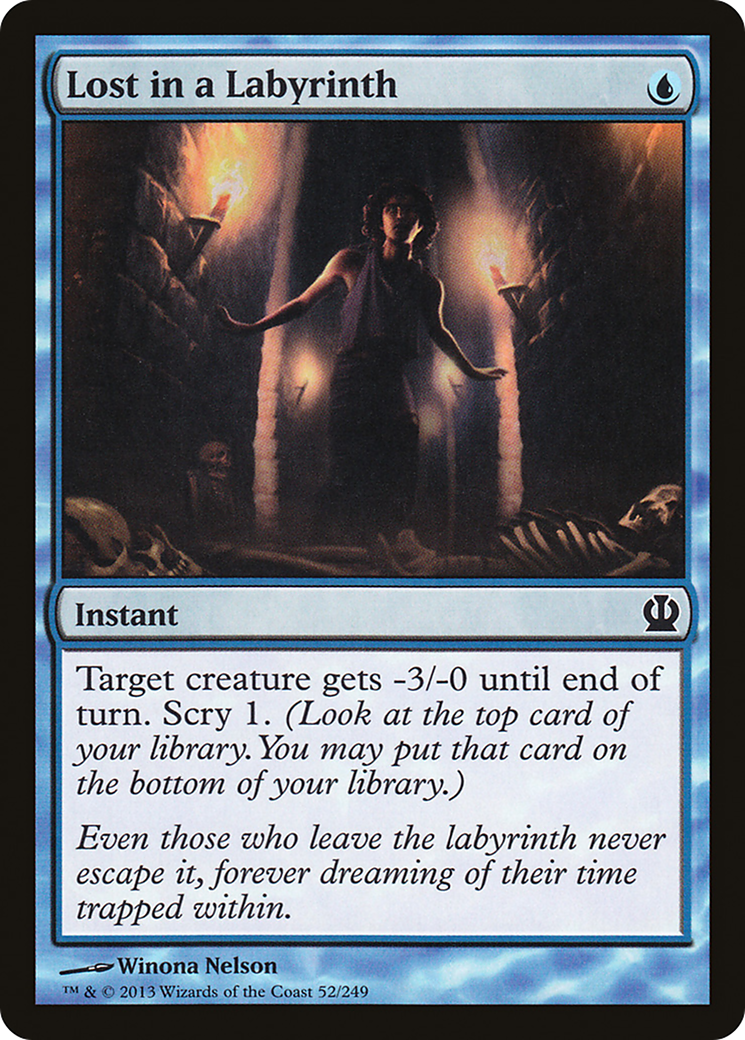 Lost in a Labyrinth
Instant
Target creature gets -3/-0 until end of
turn. Scry 1. (Look at the top card of
your library. You may put that card on
the bottom of your library.)
Even those who leave the labyrinth never
escape it, forever dreaming of their time
trapped within.
Winona Nelson
™ & © 2013 Wizards of the Coast 52/249